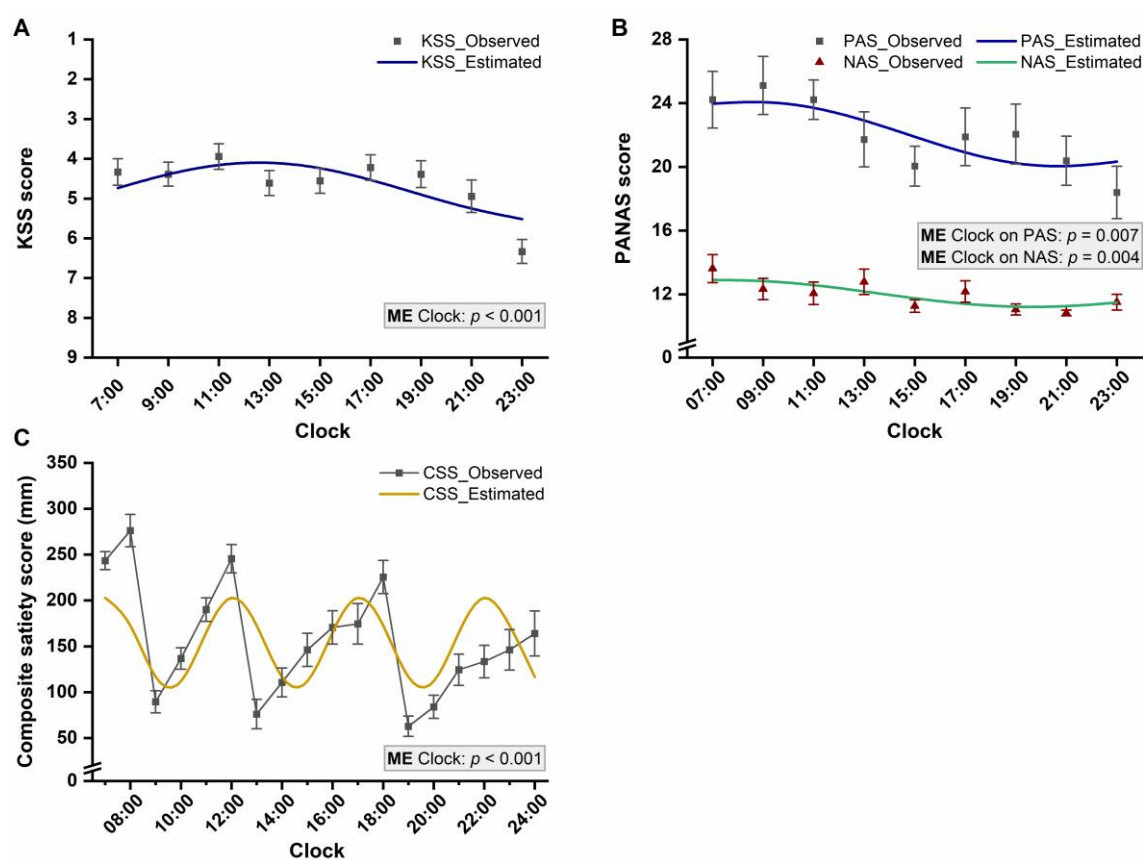 A
KSS_Observed
KSS_Estimated
KSS score
1
2
3
4
5
6
7
8
9
ME Clock: p < 0.001
7:00
9:00
11:00
13:00
15:00
17:00
19:00
21:00
23:00
Clock
B
PAS_Observed PAS_Estimated
NAS_Observed NAS_Estimated
PANAS score
28
24
20
16
12
0
ME Clock on PAS: p = 0.007
ME Clock on NAS: p = 0.004
07:00
09:00
11:00
13:00
15:00
17:00
19:00
21:00
23:00
Clock
C
CSS_Observed
CSS_Estimated
Composite satiety score (mm)
350
300
250
200
150
100
50
0
ME Clock: p < 0.001
08:00
10:00
12:00
14:00
16:00
18:00
20:00
22:00
24:00
Clock